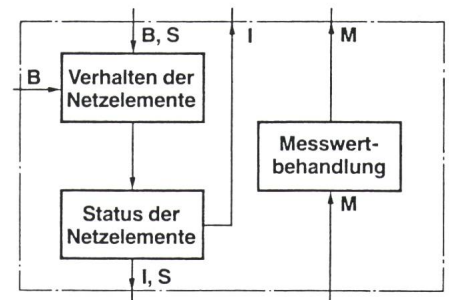 B, S
I
M
B
Verhalten der
Netzelemente
Messwert-
behandlung
M
Status der
Netzelemente
I, S